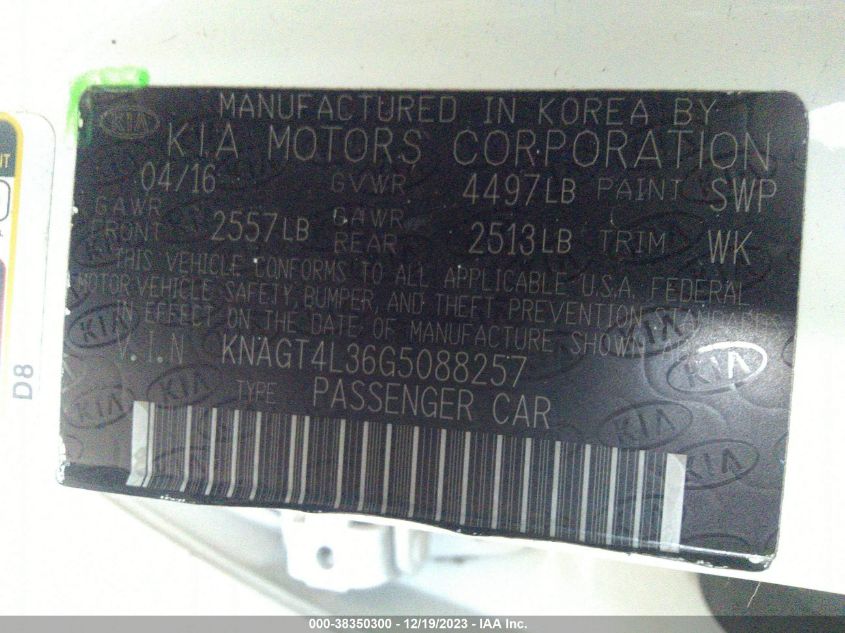 MANUFACTURED IN KOREA BY
KIA
KIA MOTORS CORPORATION
04/16 GVWR 4497LB PAINT SWP
GAWR FRONT 2557LB GAWR REAR 2513LB TRIM WK
THIS VEHICLE CONFORMS TO ALL APPLICABLE U.S.A. FEDERAL
MOTOR VEHICLE SAFETY, BUMPER, AND THEFT PREVENTION STANDARDS
IN EFFECT ON THE DATE OF MANUFACTURE SHOWN ABOVE.
V.I.N KNAGT4L36G5088257
TYPE PASSENGER CAR
D8
000-38350300 - 12/19/2023 - IAA Inc.